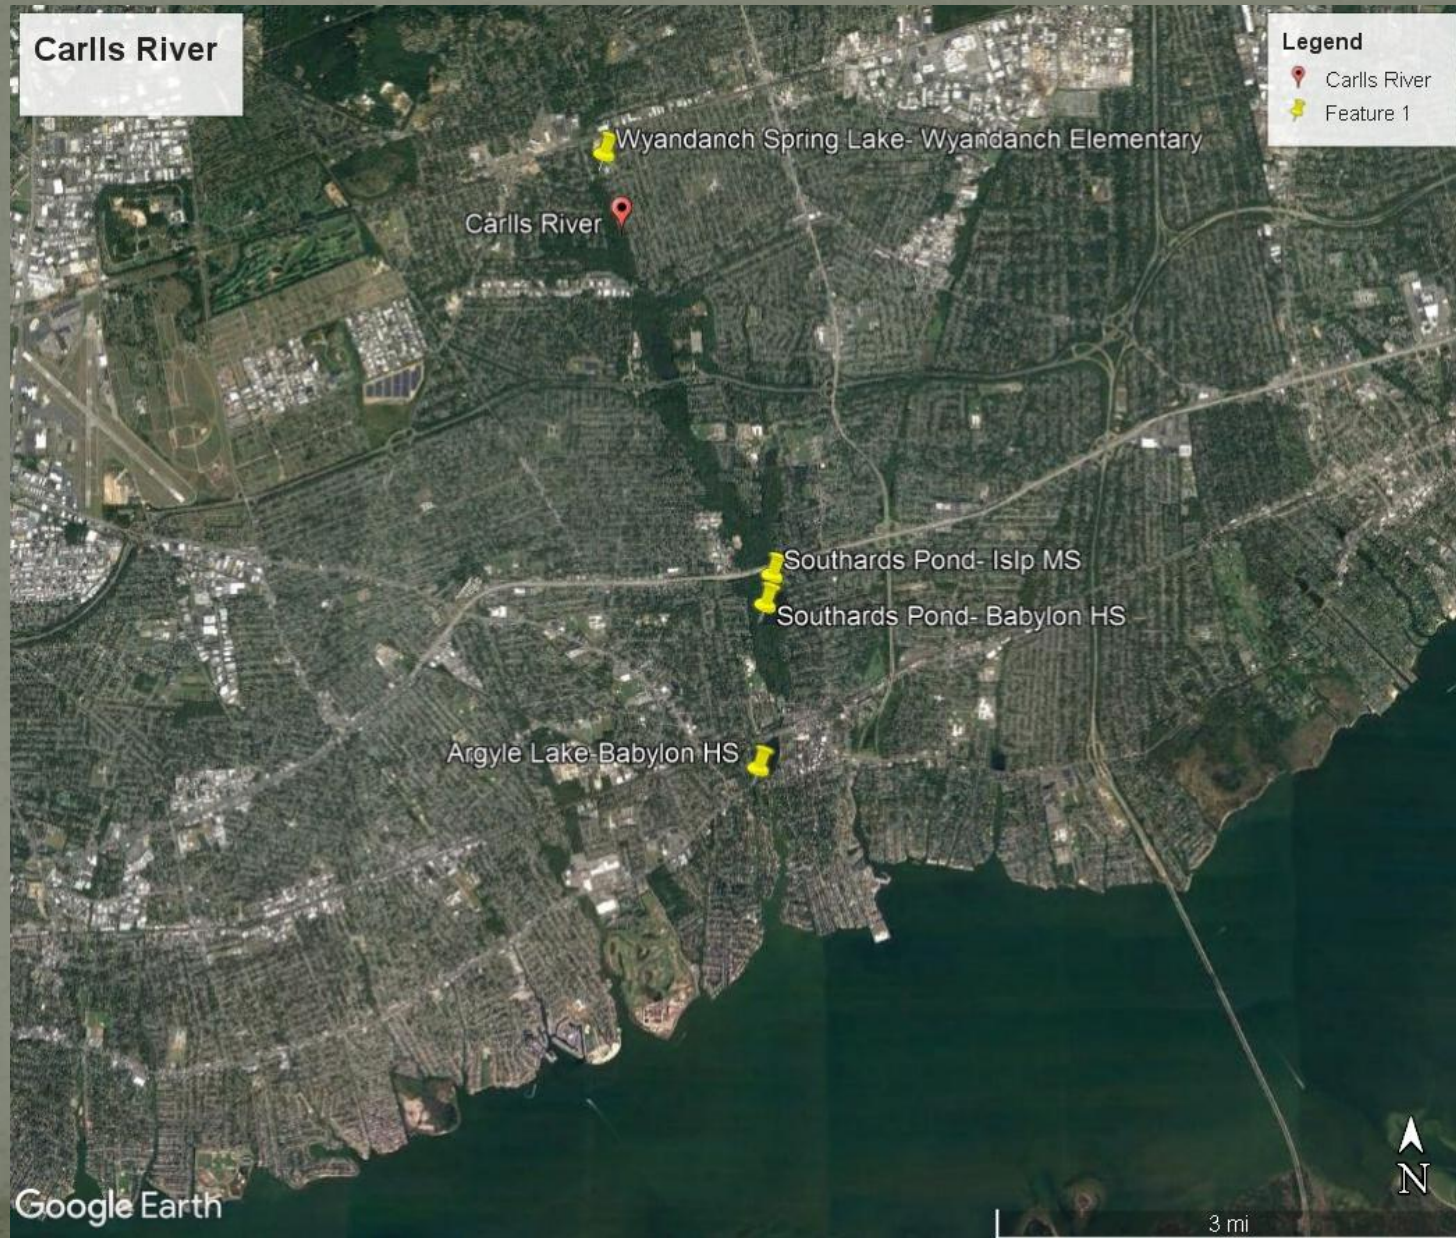 Carlls River
Legend
Carlls River
Feature 1
Wyandanch Spring Lake- Wyandanch Elementary
Carlls River
Southards Pond- Islp MS
Southards Pond- Babylon HS
Argyle Lake-Babylon HS
Google Earth
N
3 mi